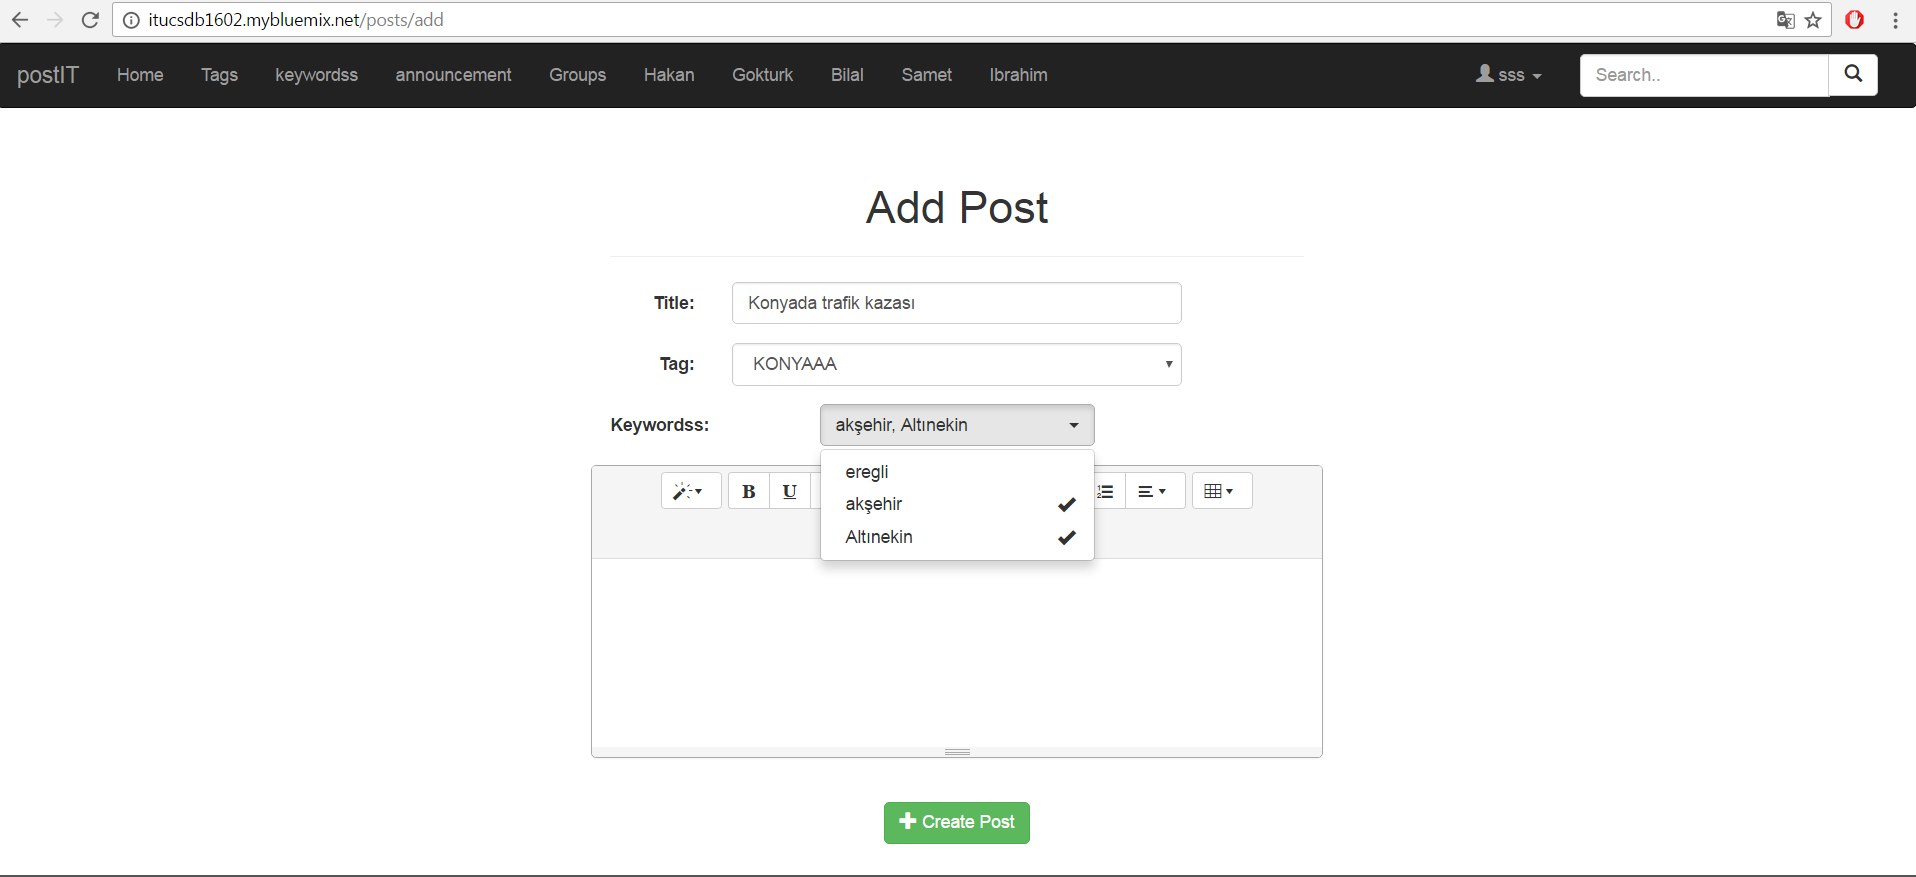 itucsdb1602.mybluemix.net/posts/add
postIT Home Tags keywordss announcement Groups Hakan Gokturk Bilal Samet Ibrahim sss Search..
Add Post
Title: Konyada trafik kazası
Tag: KONYAAA
Keywordss: akşehir, Altınekin
eregli
B U
akşehir
Altınekin
Create Post